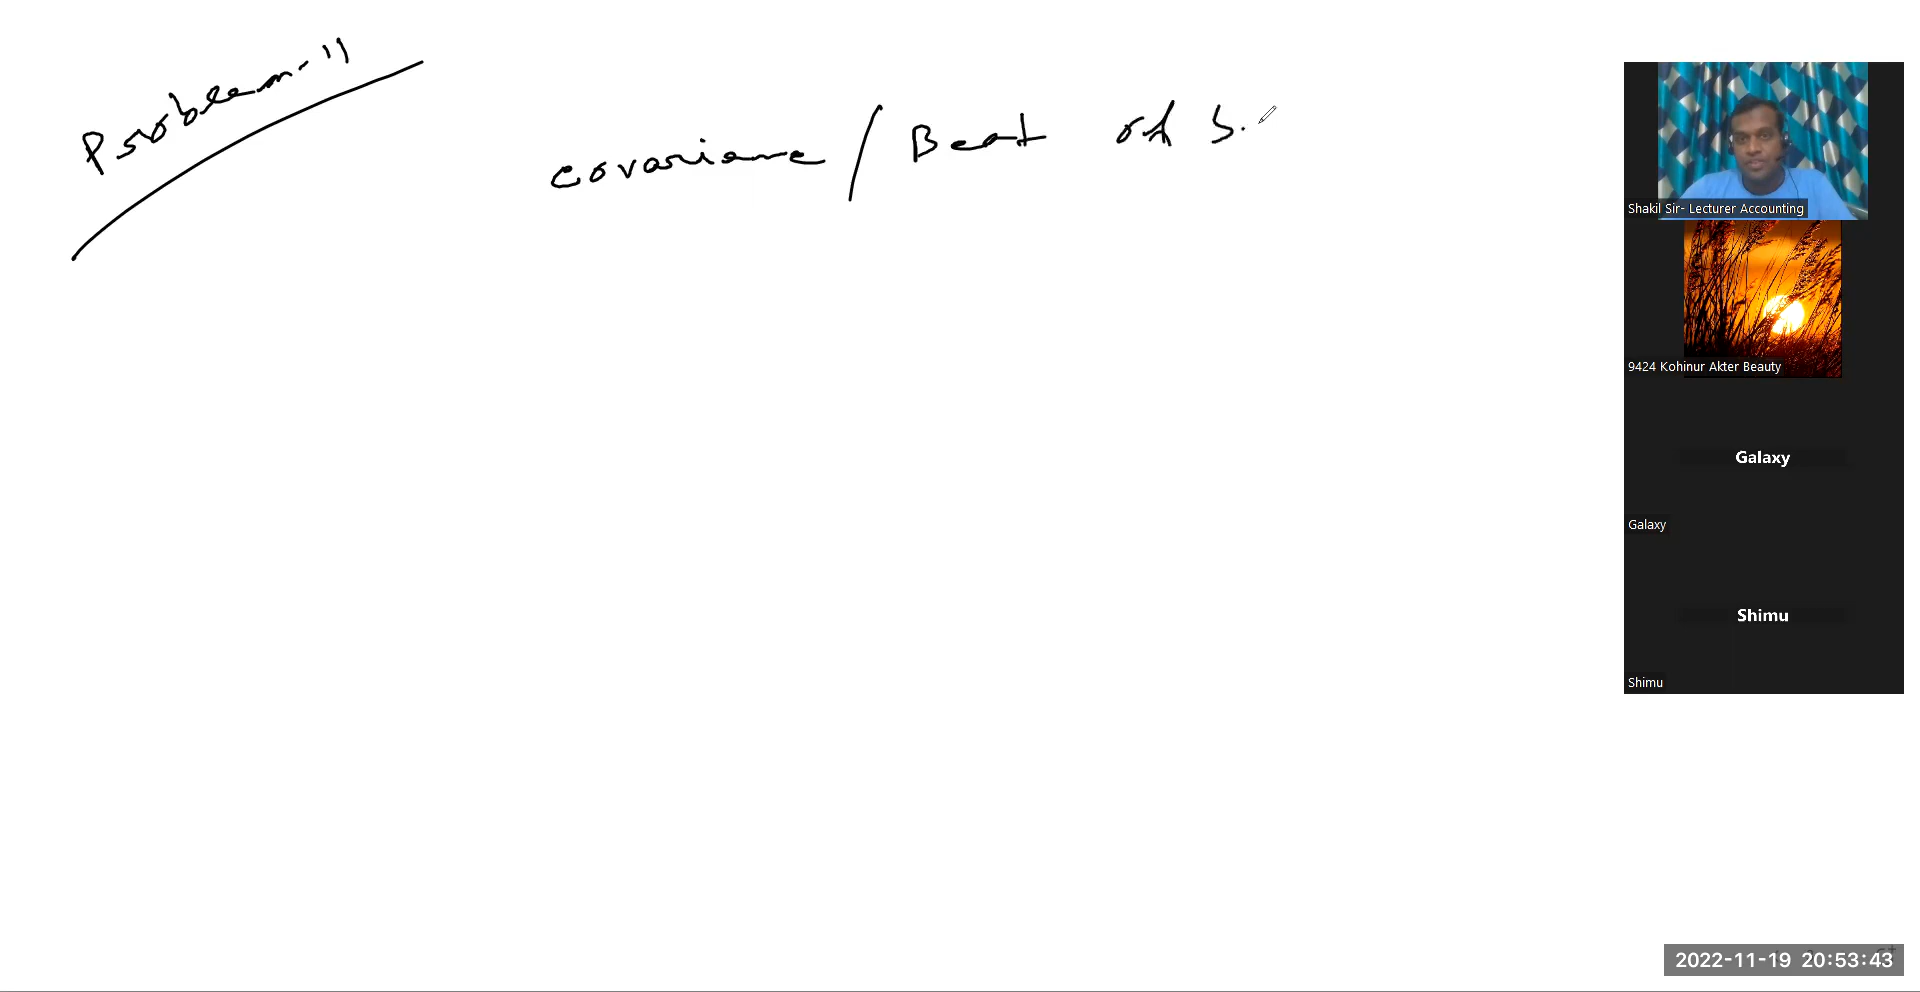 Problem-11
covariance / Beat of S.
Shakil Sir- Lecturer Accounting
9424 Kohinur Akter Beauty
Galaxy
Galaxy
Shimu
Shimu
2022-11-19 20:53:43